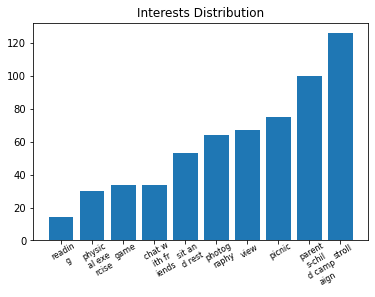 Interests Distribution
120
100
80
60
40
20
0
readin
g
physic
al exe
rcise
game
chat w
ith fr
iends
sit an
d rest
photog
raphy
view
picnic
parent
s-chil
d camp
aign
stroll